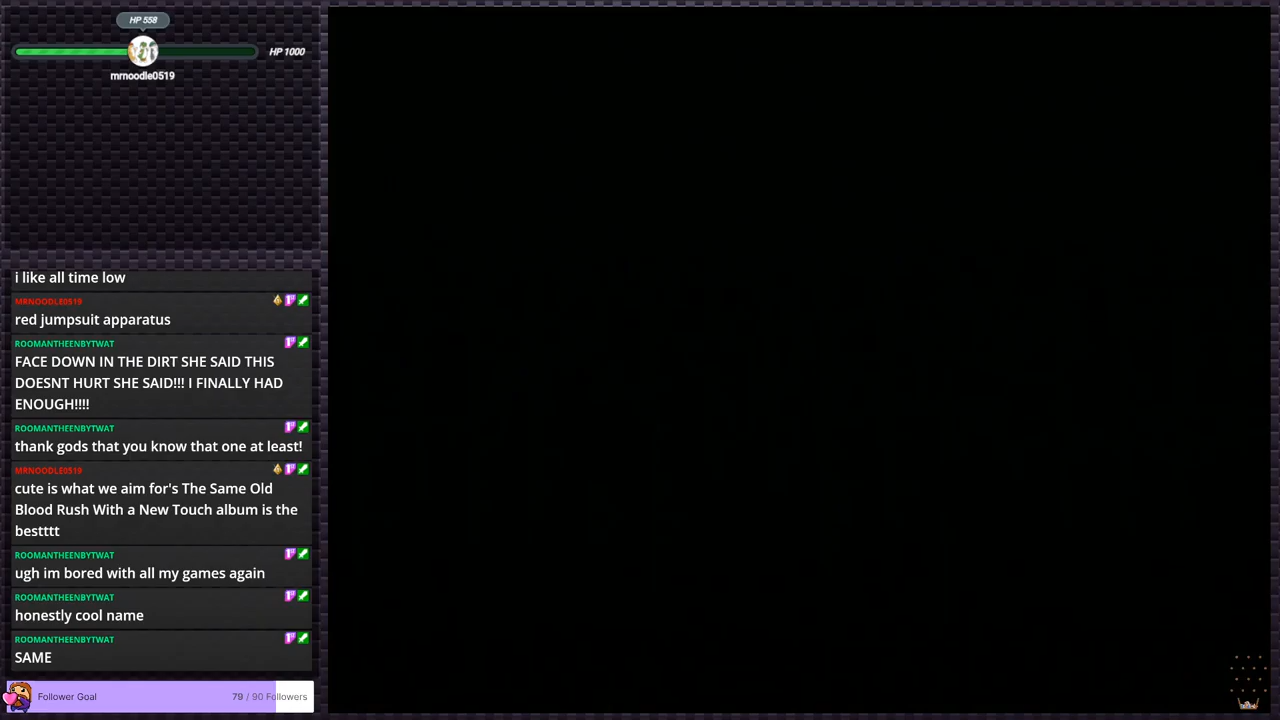 HP 558
HP 1000
mrnoodle0519
i like all time low
MRNOODLE0519
red jumpsuit apparatus
ROOMANTHEENBYTWAT
FACE DOWN IN THE DIRT SHE SAID THIS
DOESNT HURT SHE SAID!!! I FINALLY HAD
ENOUGH!!!!
ROOMANTHEENBYTWAT
thank gods that you know that one at least!
MRNOODLE0519
cute is what we aim for's The Same Old
Blood Rush With a New Touch album is the
bestttt
ROOMANTHEENBYTWAT
ugh im bored with all my games again
ROOMANTHEENBYTWAT
honestly cool name
ROOMANTHEENBYTWAT
SAME
Follower Goal
79 / 90 Followers